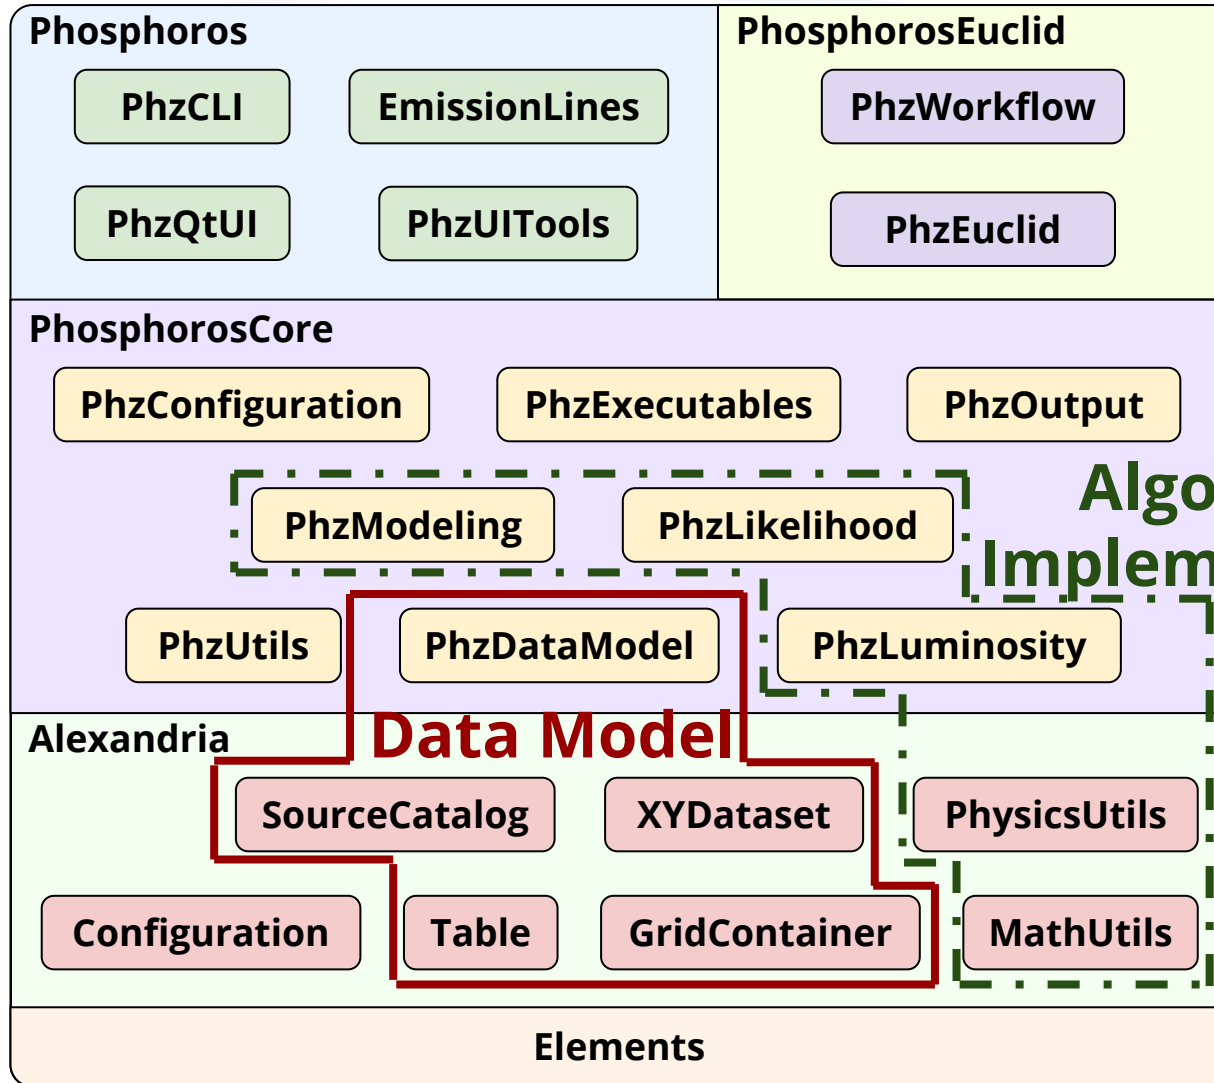 Phosphoros
PhosphorosEuclid
PhzCLI
EmissionLines
PhzWorkflow
PhzQtUI
PhzUITools
PhzEuclid
PhosphorosCore
PhzConfiguration
PhzExecutables
PhzOutput
Algo
Implem
PhzModeling
PhzLikelihood
PhzUtils
PhzDataModel
PhzLuminosity
Alexandria
Data Model
SourceCatalog
XYDataset
PhysicsUtils
Configuration
Table
GridContainer
MathUtils
Elements